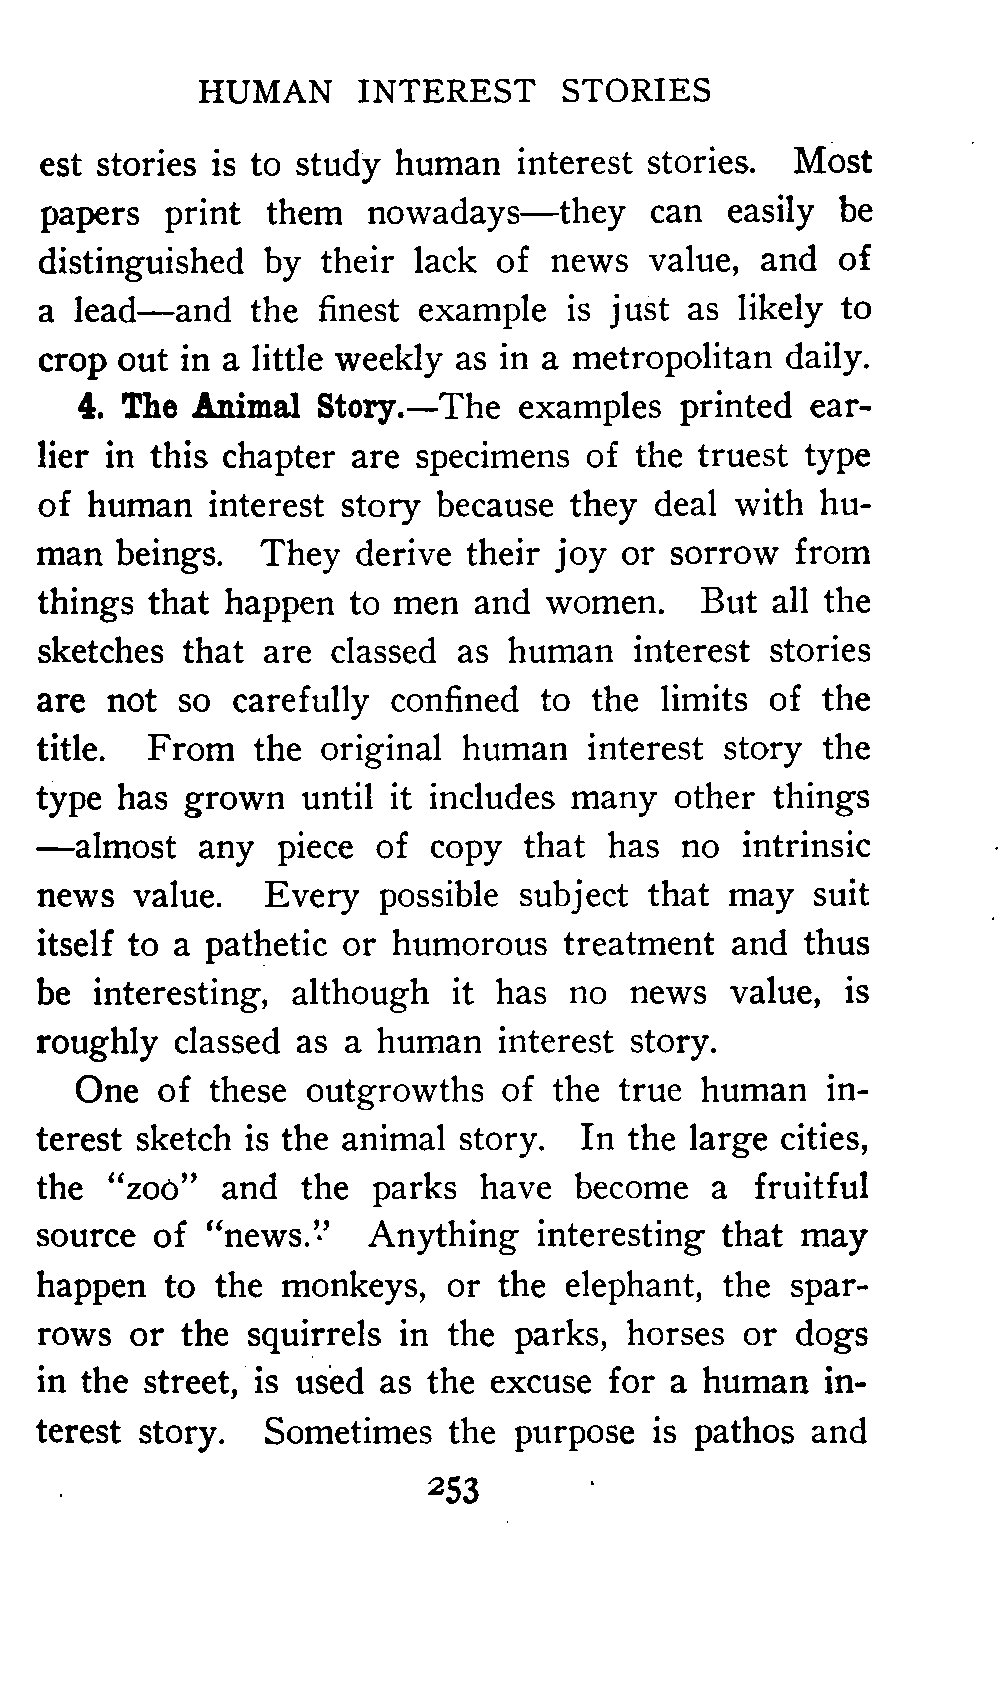 HUMAN INTEREST STORIES
est stories is to study human interest stories. Most
papers print them nowadays—they can easily be
distinguished by their lack of news value, and of
a lead—and the finest example is just as likely to
crop out in a little weekly as in a metropolitan daily.
4. The Animal Story.—The examples printed ear-
lier in this chapter are specimens of the truest type
of human interest story because they deal with hu-
man beings. They derive their joy or sorrow from
things that happen to men and women. But all the
sketches that are classed as human interest stories
are not so carefully confined to the limits of the
title. From the original human interest story the
type has grown until it includes many other things
—almost any piece of copy that has no intrinsic
news value. Every possible subject that may suit
itself to a pathetic or humorous treatment and thus
be interesting, although it has no news value, is
roughly classed as a human interest story.
One of these outgrowths of the true human in-
terest sketch is the animal story. In the large cities,
the “zoo” and the parks have become a fruitful
source of “news.” Anything interesting that may
happen to the monkeys, or the elephant, the spar-
rows or the squirrels in the parks, horses or dogs
in the street, is used as the excuse for a human in-
terest story. Sometimes the purpose is pathos and
253